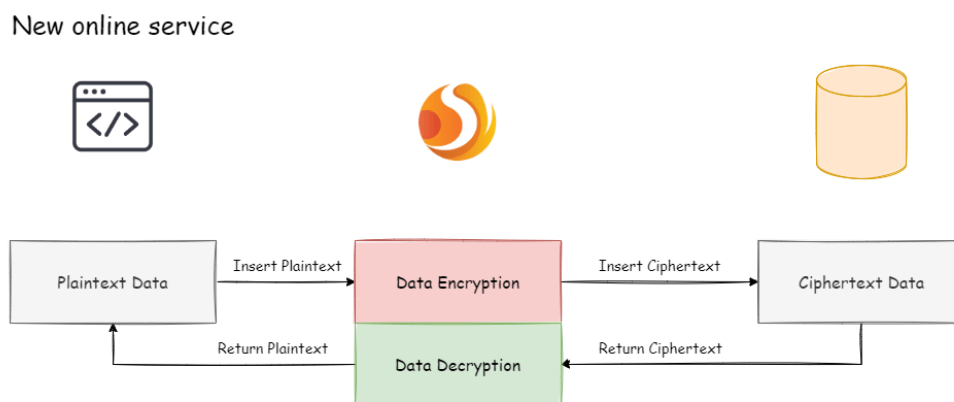 New online service
</>
Plaintext Data
Insert Plaintext
Data Encryption
Insert Ciphertext
Ciphertext Data
Return Plaintext
Data Decryption
Return Ciphertext